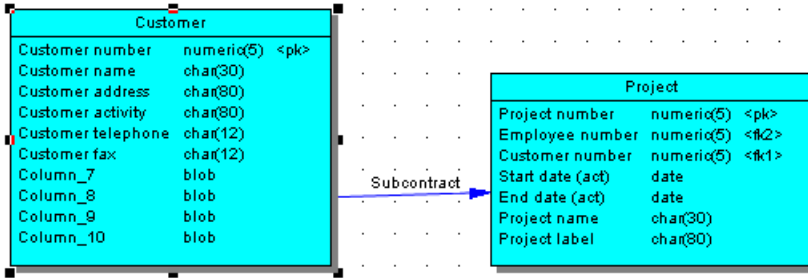 Customer
Customer number numeric(5) <pk>
Customer name char(30)
Customer address char(80)
Customer activity char(80)
Customer telephone char(12)
Customer fax char(12)
Column_7 blob
Column_8 blob
Column_9 blob
Column_10 blob
Subcontract
Project
Project number numeric(5) <pk>
Employee number numeric(5) <fk2>
Customer number numeric(5) <fk1>
Start date (act) date
End date (act) date
Project name char(30)
Project label char(80)